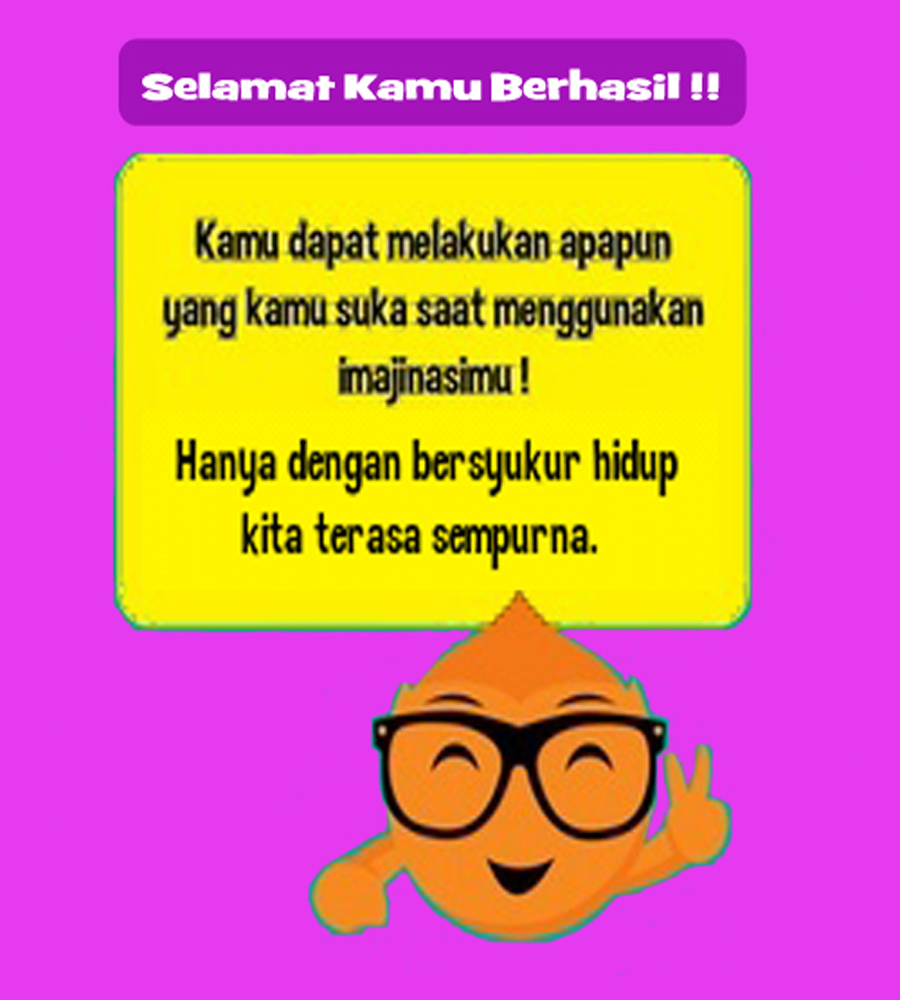 Selamat Kamu Berhasil !!
Kamu dapat melakukan apapun
yang kamu suka saat menggunakan
imajinasimu !
Hanya dengan bersyukur hidup
kita terasa sempurna.